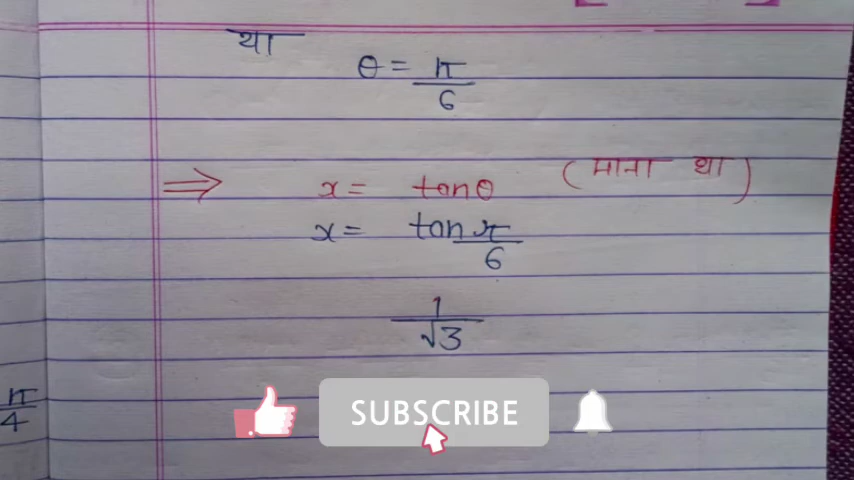 था
θ = π/6
⇒ x = tanθ (माना था)
x = tan π/6
1/√3
π/4
SUBSCRIBE